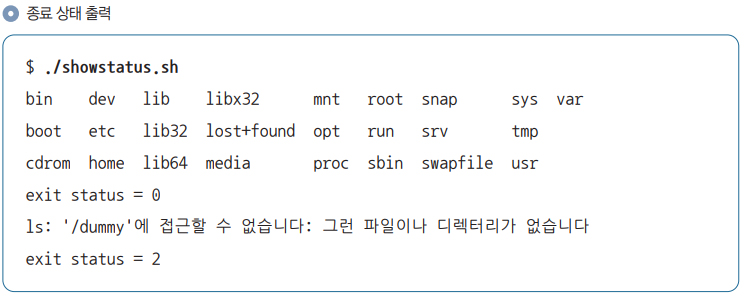 종료 상태 출력
$ ./showstatus.sh
bin dev lib libx32 mnt root snap sys var
boot etc lib32 lost+found opt run srv tmp
cdrom home lib64 media proc sbin swapfile usr
exit status = 0
ls: '/dummy'에 접근할 수 없습니다: 그런 파일이나 디렉터리가 없습니다
exit status = 2